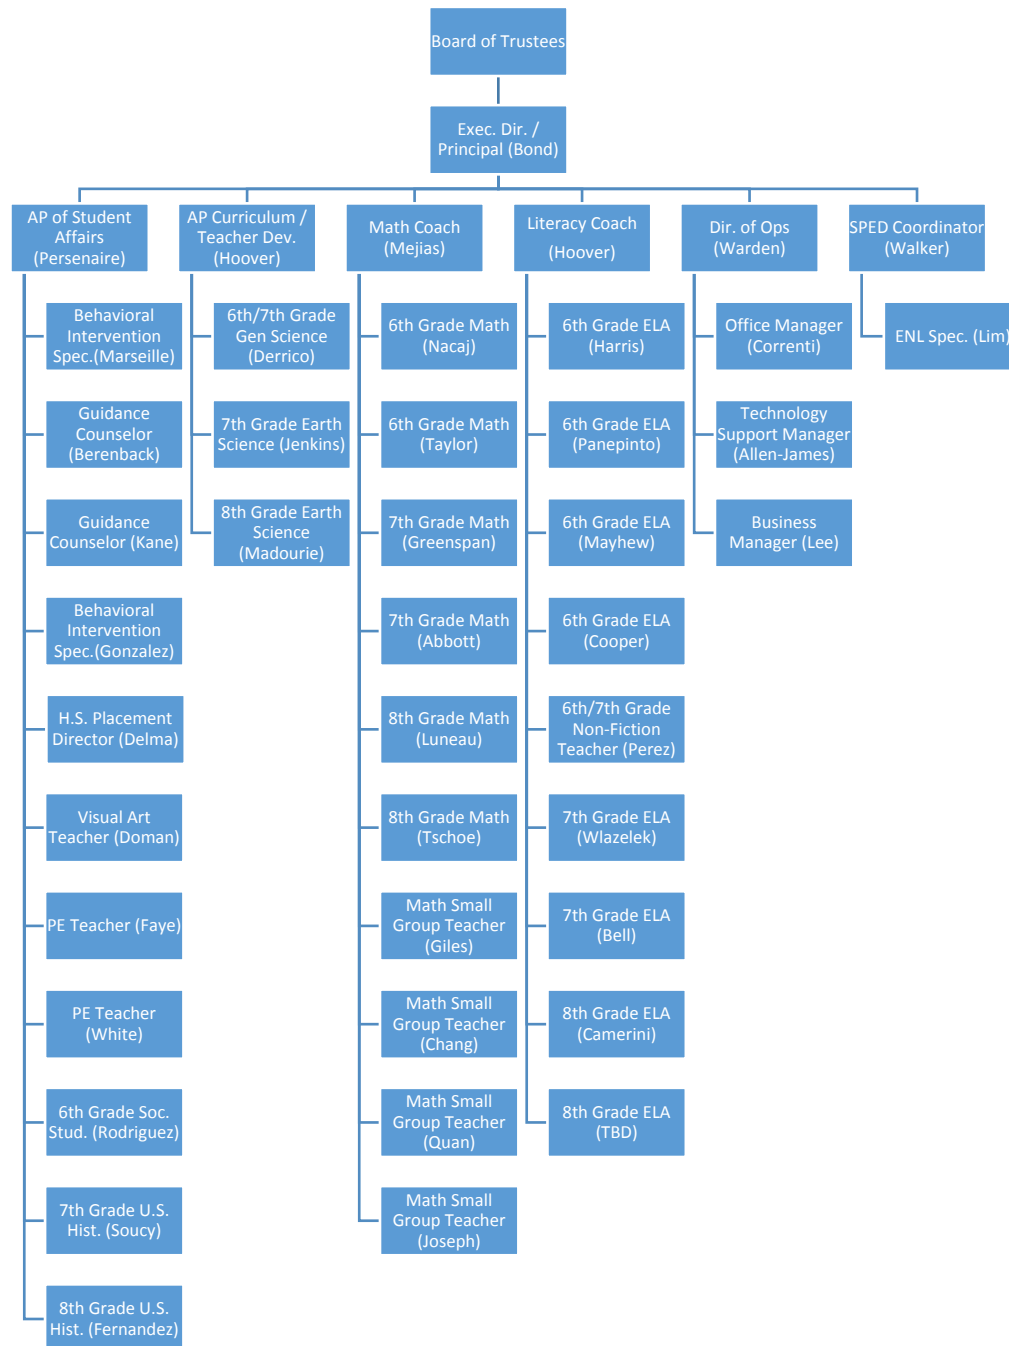 Board of Trustees
Exec. Dir. /
Principal (Bond)
AP of Student
Affairs
(Persenaire)
AP Curriculum /
Teacher Dev.
(Hoover)
Math Coach
(Mejias)
Literacy Coach
(Hoover)
Dir. of Ops
(Warden)
SPED Coordinator
(Walker)
Behavioral
Intervention
Spec.(Marseille)
Guidance
Counselor
(Berenback)
Guidance
Counselor (Kane)
Behavioral
Intervention
Spec.(Gonzalez)
H.S. Placement
Director (Delma)
Visual Art
Teacher (Doman)
PE Teacher (Faye)
PE Teacher
(White)
6th Grade Soc.
Stud. (Rodriguez)
7th Grade U.S.
Hist. (Soucy)
8th Grade U.S.
Hist. (Fernandez)
6th/7th Grade
Gen Science
(Derrico)
7th Grade Earth
Science (Jenkins)
8th Grade Earth
Science
(Madourie)
6th Grade Math
(Nacaj)
6th Grade Math
(Taylor)
7th Grade Math
(Greenspan)
7th Grade Math
(Abbott)
8th Grade Math
(Luneau)
8th Grade Math
(Tschoe)
Math Small
Group Teacher
(Giles)
Math Small
Group Teacher
(Chang)
Math Small
Group Teacher
(Quan)
Math Small
Group Teacher
(Joseph)
6th Grade ELA
(Harris)
6th Grade ELA
(Panepinto)
6th Grade ELA
(Mayhew)
6th Grade ELA
(Cooper)
6th/7th Grade
Non-Fiction
Teacher (Perez)
7th Grade ELA
(Wlazelek)
7th Grade ELA
(Bell)
8th Grade ELA
(Camerini)
8th Grade ELA
(TBD)
Office Manager
(Correnti)
Technology
Support Manager
(Allen-James)
Business
Manager (Lee)
ENL Spec. (Lim)